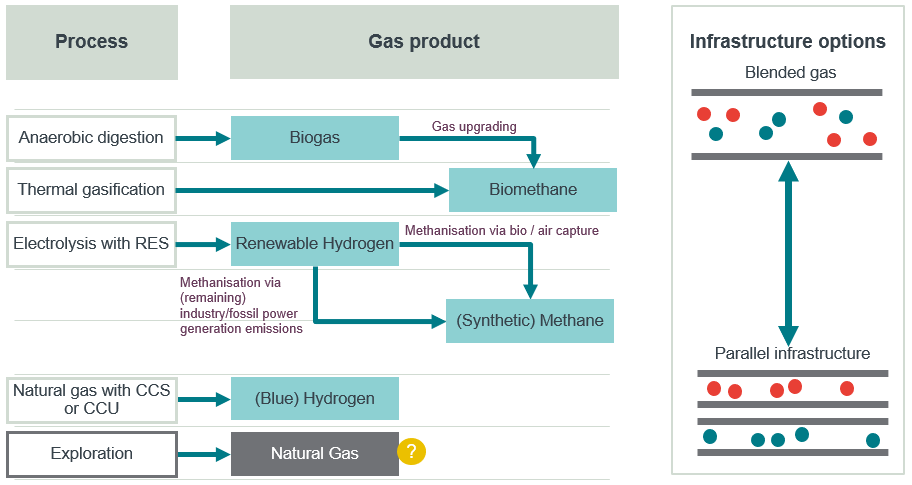 Process
Gas product
Infrastructure options
Blended gas
Anaerobic digestion
Biogas
Gas upgrading
Thermal gasification
Biomethane
Electrolysis with RES
Renewable Hydrogen
Methanisation via bio / air capture
Methanisation via
(remaining)
industry/fossil power
generation emissions
(Synthetic) Methane
Parallel infrastructure
Natural gas with CCS
or CCU
(Blue) Hydrogen
Exploration
Natural Gas
?